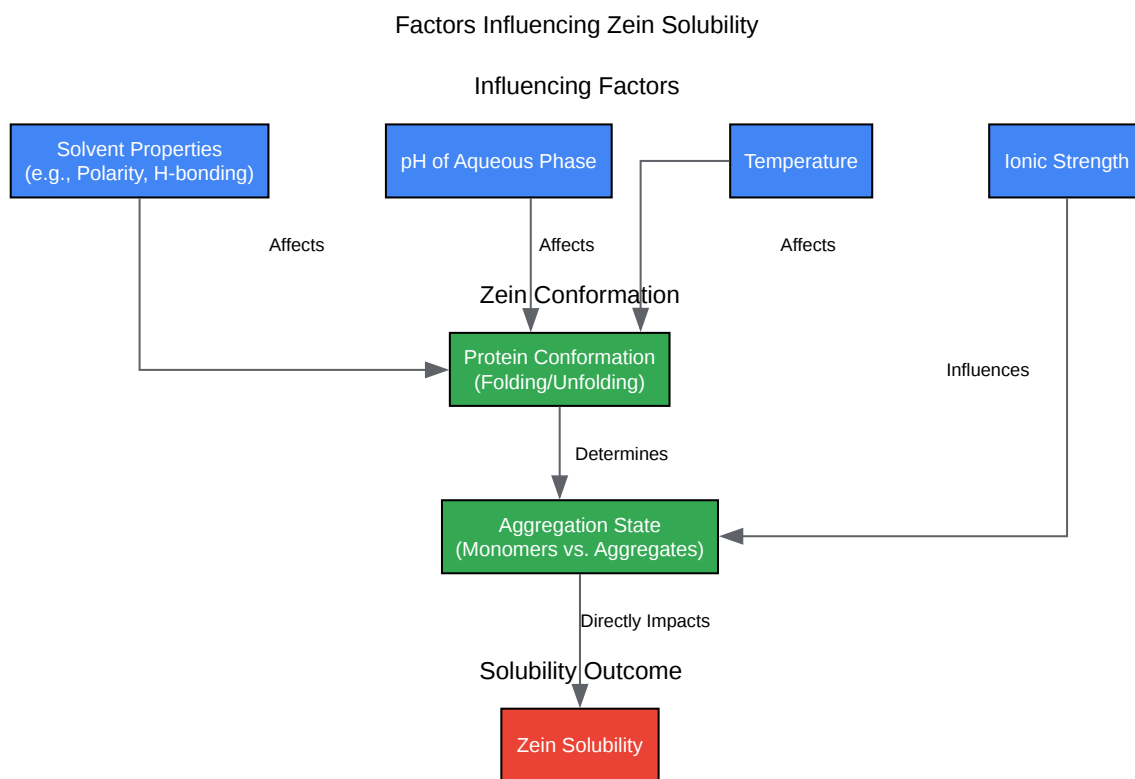 Factors Influencing Zein Solubility
Influencing Factors
Solvent Properties
(e.g., Polarity, H-bonding)
pH of Aqueous Phase
Temperature
Ionic Strength
Affects
Affects
Affects
Zein Conformation
Protein Conformation
(Folding/Unfolding)
Influences
Determines
Aggregation State
(Monomers vs. Aggregates)
Directly Impacts
Solubility Outcome
Zein Solubility